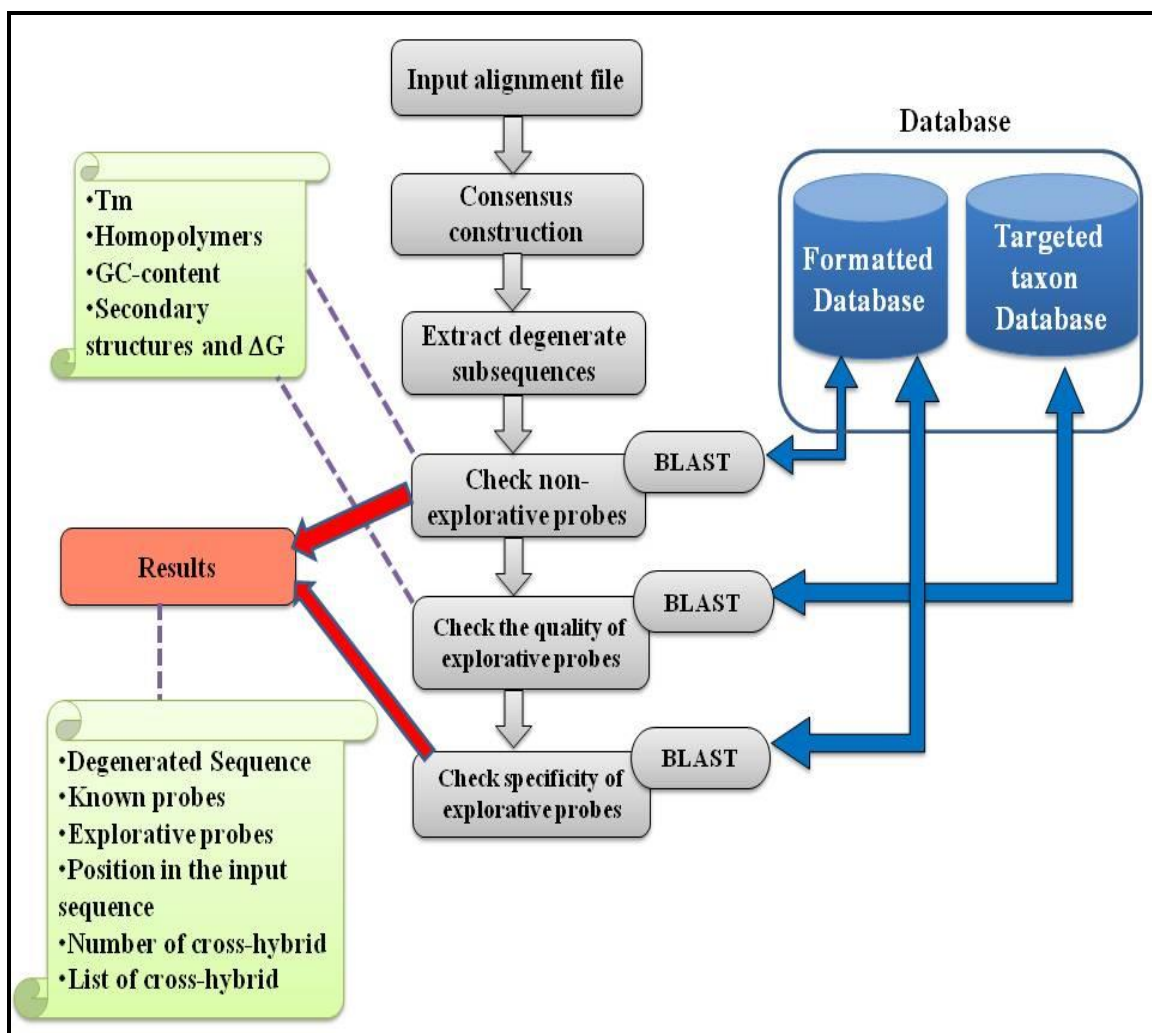 Input alignment file
Database
Consensus
construction
Formatted
Database
Targeted
taxon
Database
•Tm
•Homopolymers
•GC-content
•Secondary
structures and ΔG
Extract degenerate
subsequences
BLAST
Check non-
explorative probes
Results
BLAST
Check the quality of
explorative probes
BLAST
Check specificity of
explorative probes
•Degenerated Sequence
•Known probes
•Explorative probes
•Position in the input
sequence
•Number of cross-hybrid
•List of cross-hybrid